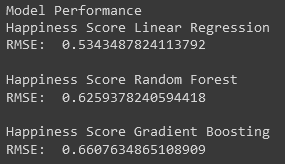 Model Performance
Happiness Score Linear Regression
RMSE:  0.5343487824113792

Happiness Score Random Forest
RMSE:  0.6259378240594418

Happiness Score Gradient Boosting
RMSE:  0.6607634865108909